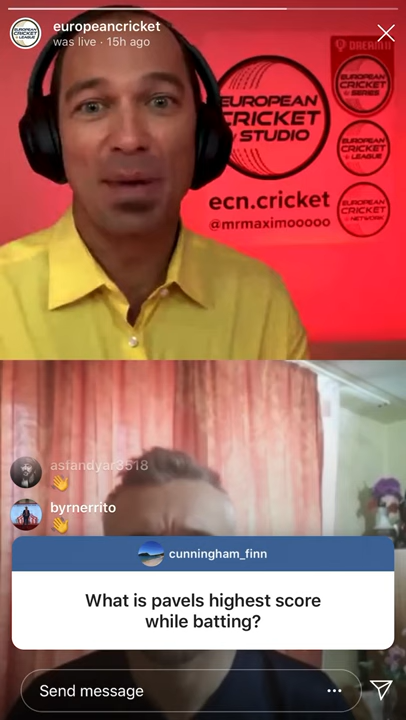 europeancricket
was live · 15h ago
DREAM11
EUROPEAN
CRICKET
STUDIO
EUROPEAN
CRICKET
SERIES
EUROPEAN
CRICKET
LEAGUE
ecn.cricket
@mrmaximooooo
EUROPEAN
CRICKET
NETWORK
asfandyar3518
byrnerrito
cunningham_finn
What is pavels highest score
while batting?
Send message